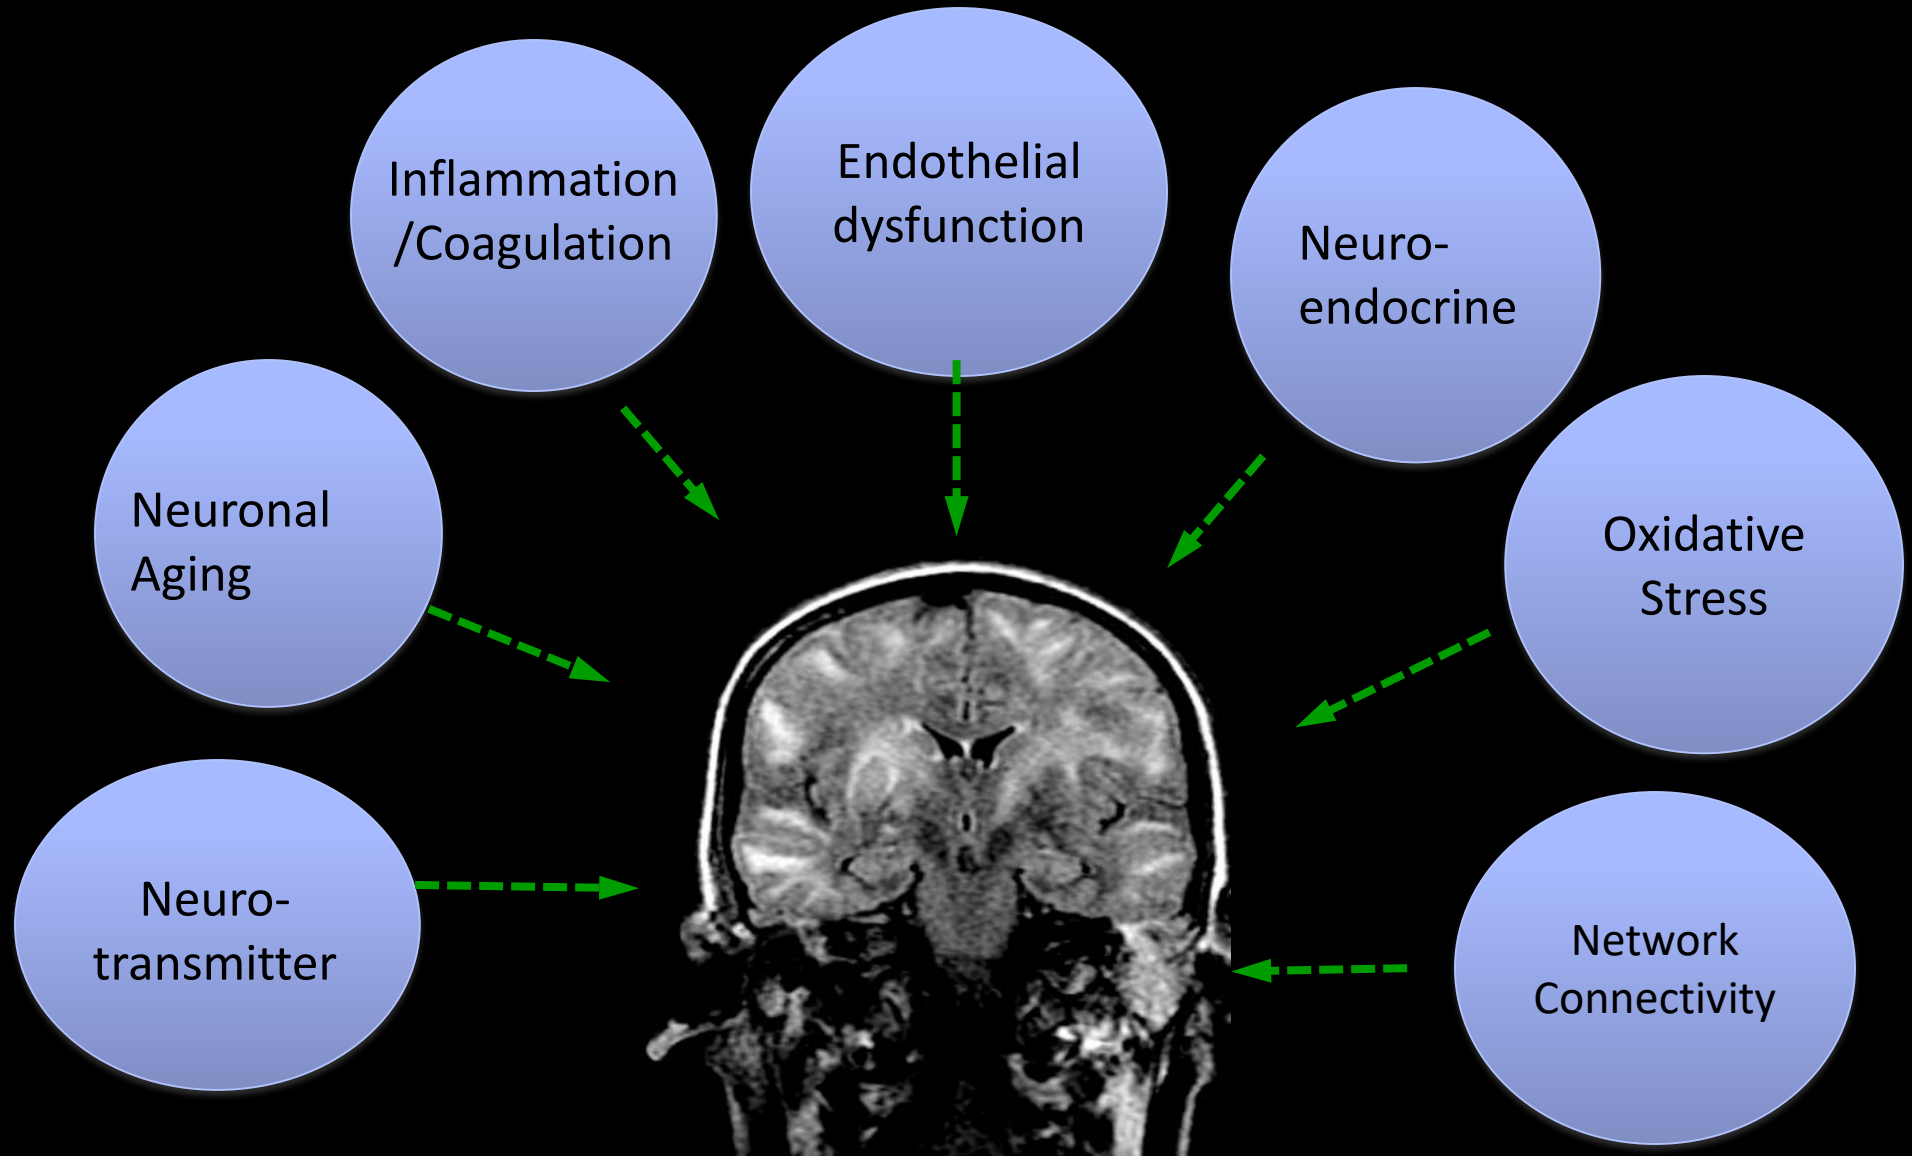 Inflammation
/Coagulation
Endothelial
dysfunction
Neuro-
endocrine
Neuronal
Aging
Oxidative
Stress
Neuro-
transmitter
Network
Connectivity